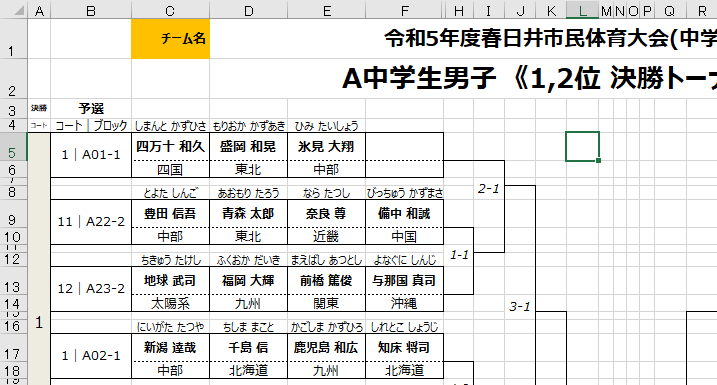 A B C D E F H I J K L M N O P Q R
1 チーム名 令和5年度春日井市民体育大会(中学
2 A中学生男子 《1,2位 決勝トーナ
3 決勝 予選
4 コート コート｜ブロック しまんと かずひさ もりおか かずあき ひみ たいしょう
5 1｜A01-1 四万十 和久 盛岡 和晃 氷見 大翔
6 四国 東北 中部
2-1
8 とよた しんご あおもり たろう なら たつし びっちゅう かずまさ
9 11｜A22-2 豊田 信吾 青森 太郎 奈良 尊 備中 和誠
10 中部 東北 近畿 中国
1-1
12 ちきゅう たけし ふくおか だいき まえばし あつとし よなぐに しんじ
13 12｜A23-2 地球 武司 福岡 大輝 前橋 篤俊 与那国 真司
14 太陽系 九州 関東 沖縄
3-1
1
16 にいがた たつや ちしま まこと かごしま かずひろ しれとこ しょうじ
17 1｜A02-1 新潟 達哉 千島 信 鹿児島 和広 知床 将司
18 中部 北海道 九州 北海道